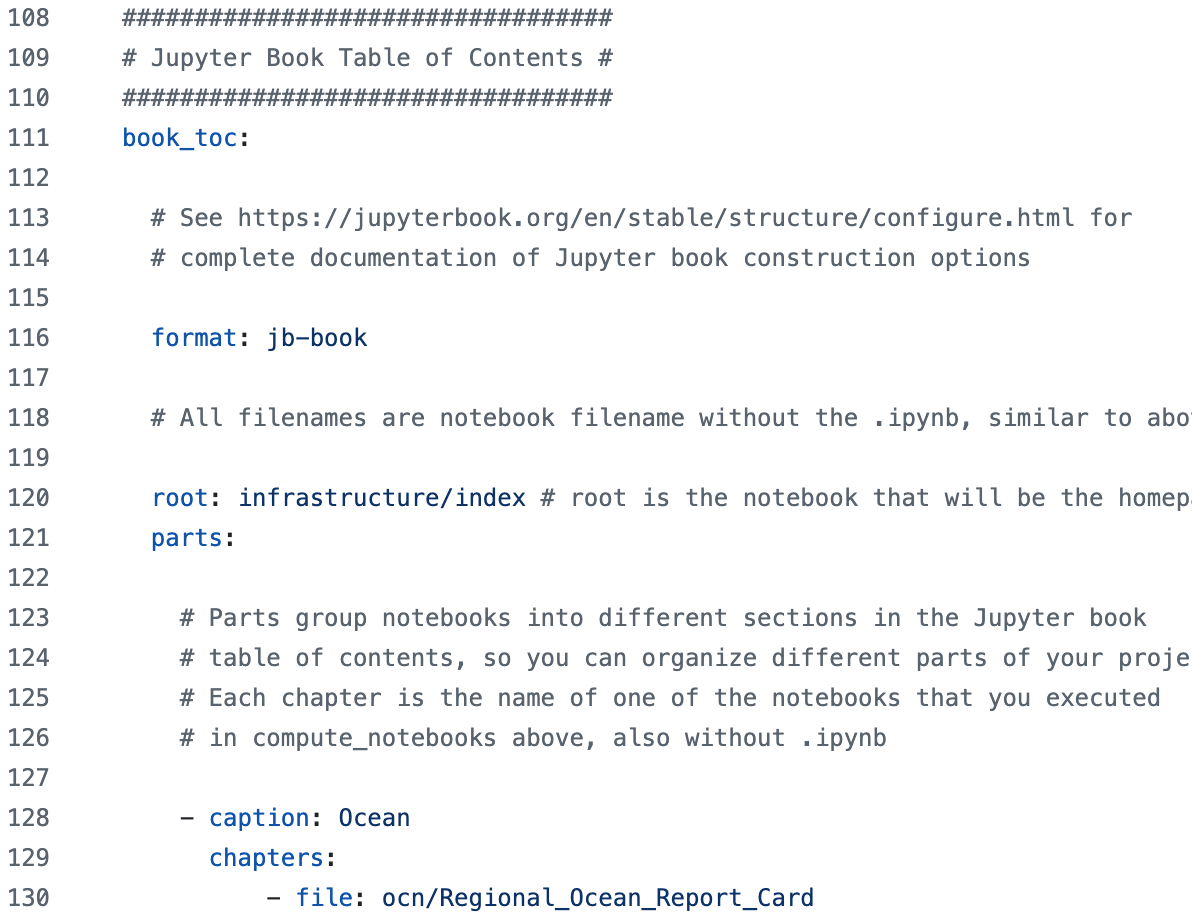 108 ##################################
109 # Jupyter Book Table of Contents #
110 ##################################
111 book_toc:
112
113 # See https://jupyterbook.org/en/stable/structure/configure.html for
114 # complete documentation of Jupyter book construction options
115
116 format: jb-book
117
118 # All filenames are notebook filename without the .ipynb, similar to abo
119
120 root: infrastructure/index # root is the notebook that will be the homep
121 parts:
122
123 # Parts group notebooks into different sections in the Jupyter book
124 # table of contents, so you can organize different parts of your proje
125 # Each chapter is the name of one of the notebooks that you executed
126 # in compute_notebooks above, also without .ipynb
127
128 - caption: Ocean
129 chapters:
130 - file: ocn/Regional_Ocean_Report_Card